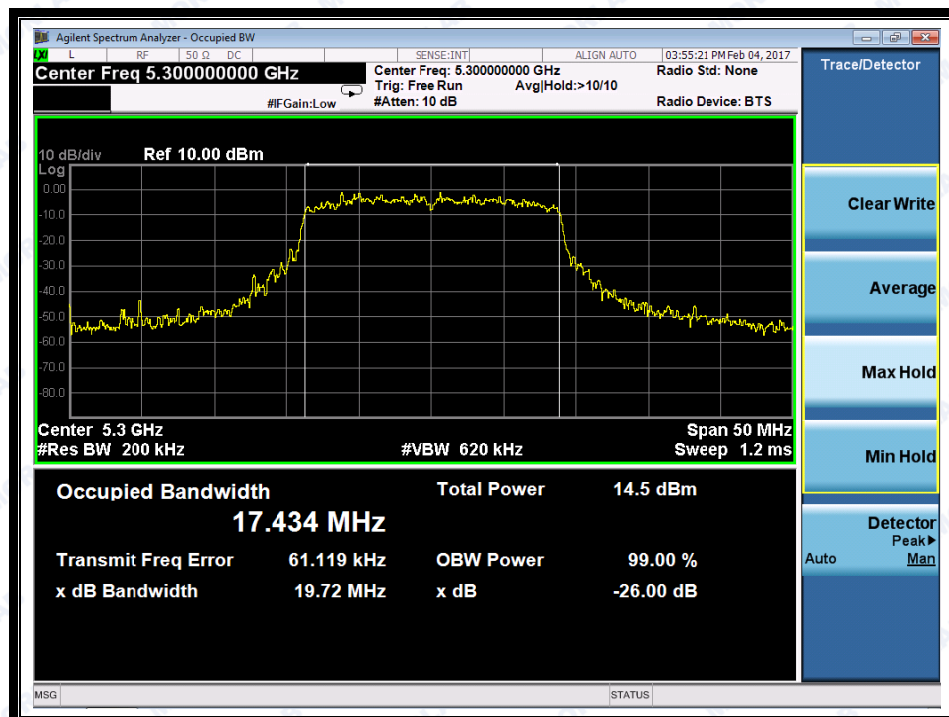 Agilent Spectrum Analyzer - Occupied BW
LXI L RF 50 Ω DC SENSE:INT ALIGN AUTO 03:55:21 PM Feb 04, 2017
Center Freq 5.300000000 GHz
Center Freq: 5.300000000 GHz
Radio Std: None
Trig: Free Run Avg|Hold:>10/10
#IFGain:Low
#Atten: 10 dB
Radio Device: BTS
Trace/Detector
10 dB/div Ref 10.00 dBm
Log
0.00
-10.0
-20.0
-30.0
-40.0
-50.0
-60.0
-70.0
-80.0
Center 5.3 GHz Span 50 MHz
#Res BW 200 kHz #VBW 620 kHz Sweep 1.2 ms
Occupied Bandwidth Total Power 14.5 dBm
17.434 MHz
Transmit Freq Error 61.119 kHz OBW Power 99.00 %
x dB Bandwidth 19.72 MHz x dB -26.00 dB
Clear Write
Average
Max Hold
Min Hold
Detector
Peak▶
Auto Man
MSG STATUS